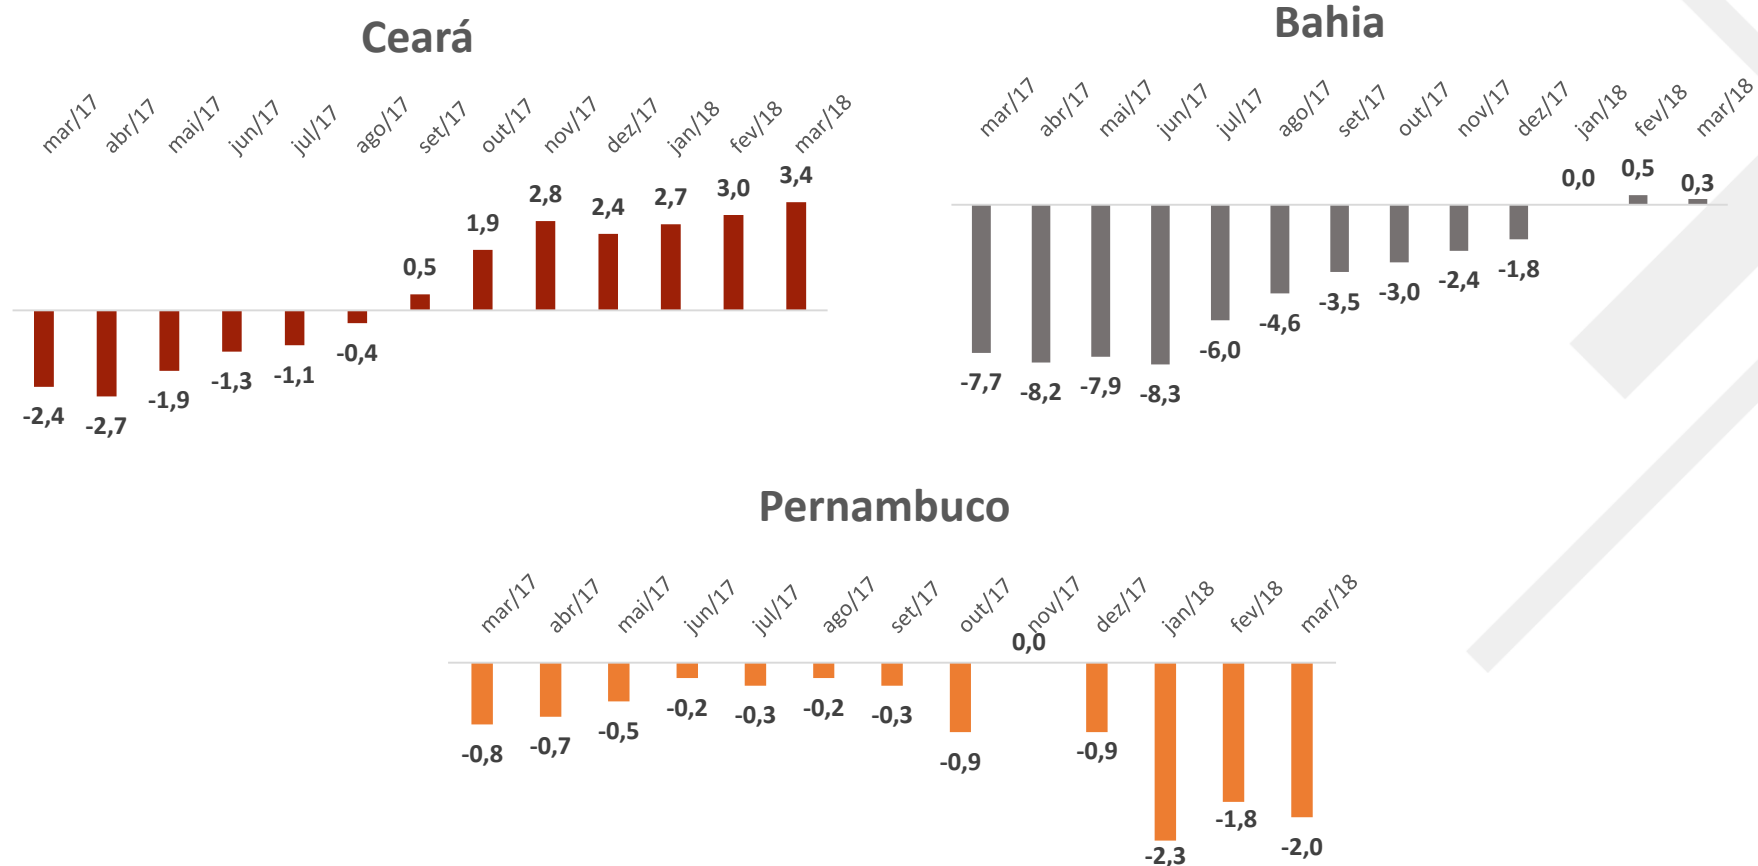 Ceará
mar/17 abr/17 mai/17 jun/17 jul/17 ago/17 set/17 out/17 nov/17 dez/17 jan/18 fev/18 mar/18
-2,4 -2,7 -1,9 -1,3 -1,1 -0,4 0,5 1,9 2,8 2,4 2,7 3,0 3,4
Bahia
mar/17 abr/17 mai/17 jun/17 jul/17 ago/17 set/17 out/17 nov/17 dez/17 jan/18 fev/18 mar/18
-7,7 -8,2 -7,9 -8,3 -6,0 -4,6 -3,5 -3,0 -2,4 -1,8 0,0 0,5 0,3
Pernambuco
mar/17 abr/17 mai/17 jun/17 jul/17 ago/17 set/17 out/17 nov/17 dez/17 jan/18 fev/18 mar/18
-0,8 -0,7 -0,5 -0,2 -0,3 -0,2 -0,3 -0,9 0,0 -0,9 -2,3 -1,8 -2,0